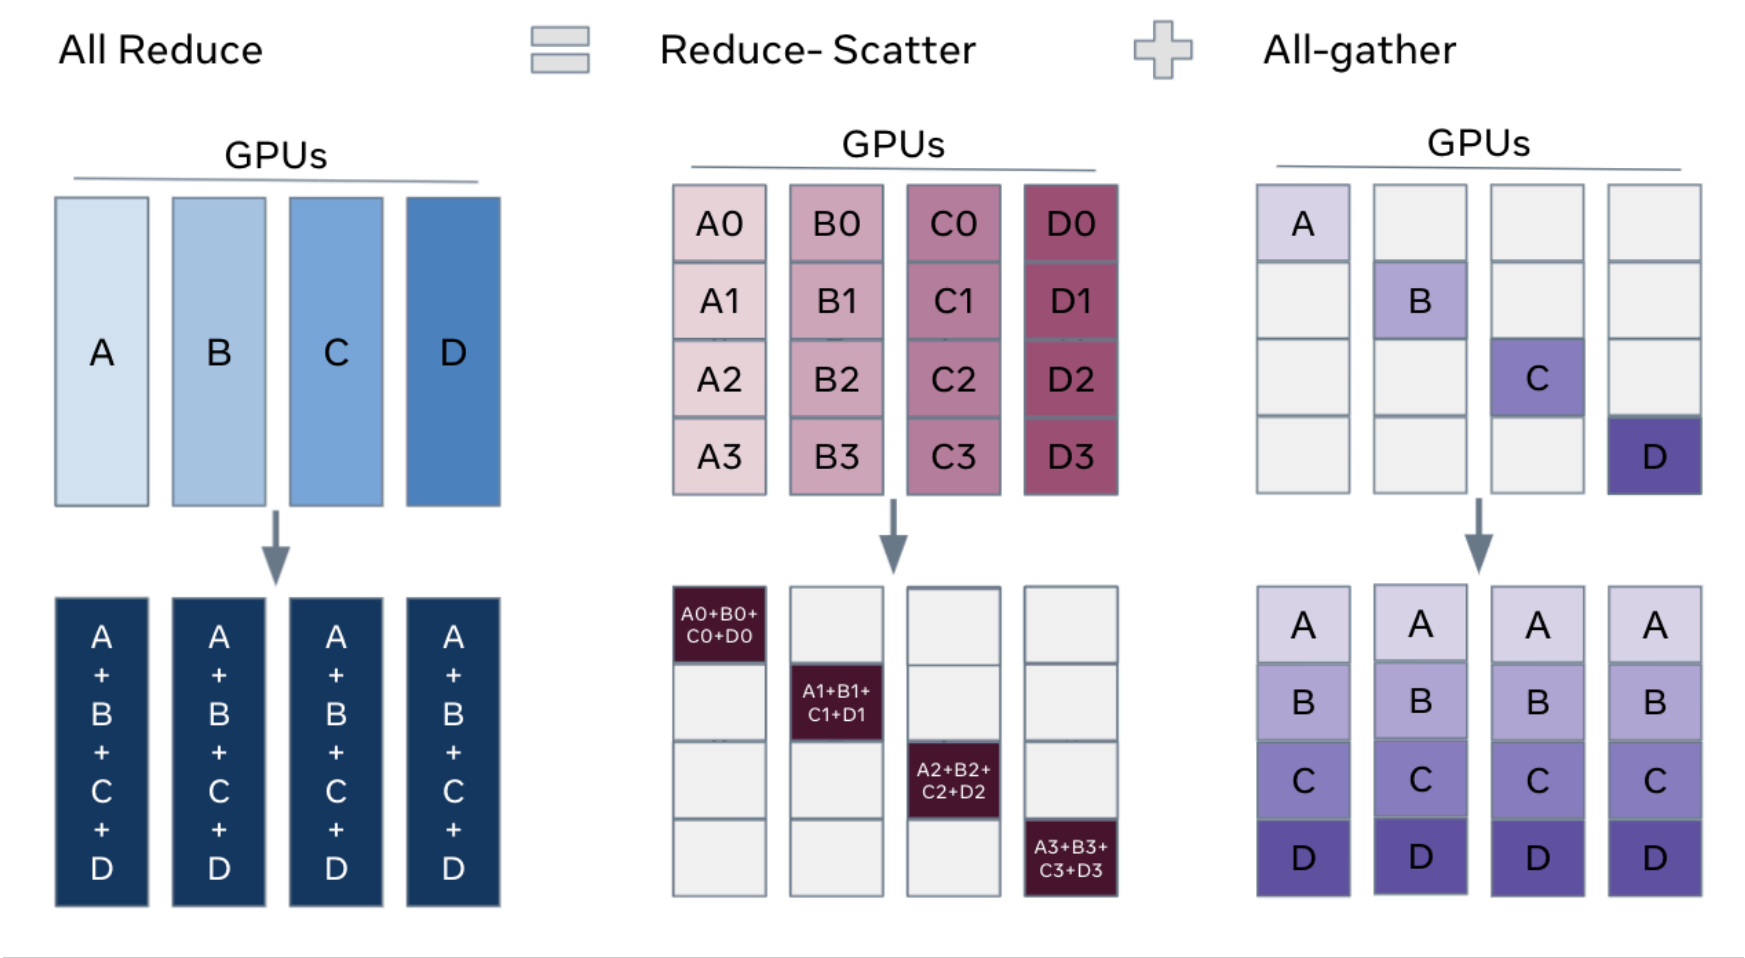 All Reduce
Reduce- Scatter
All-gather
GPUs
A B C D
A A A A
+ + + +
B B B B
+ + + +
C C C C
+ + + +
D D D D
GPUs
A0 B0 C0 D0
A1 B1 C1 D1
A2 B2 C2 D2
A3 B3 C3 D3
A0+B0+
C0+D0
A1+B1+
C1+D1
A2+B2+
C2+D2
A3+B3+
C3+D3
GPUs
A
B
C
D
A A A A
B B B B
C C C C
D D D D